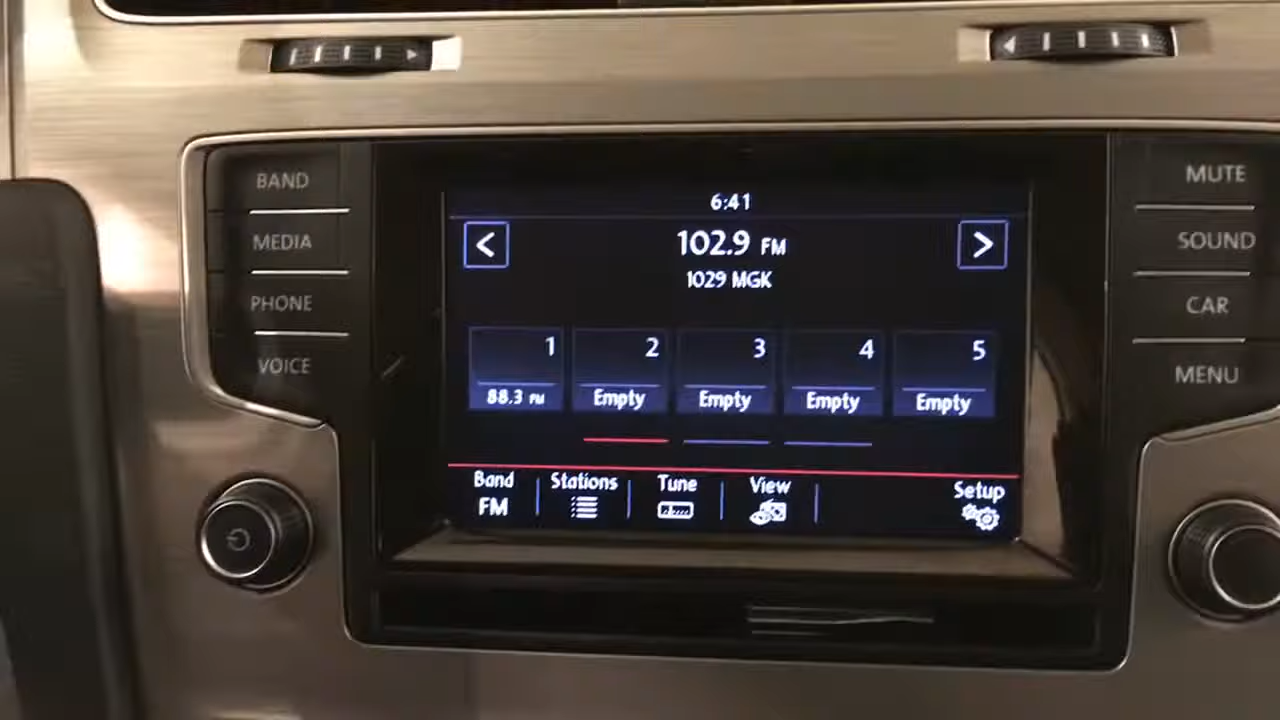 BAND
MEDIA
PHONE
VOICE
6:41
102.9 FM
1029 MGK
1
2
3
4
5
88.3 FM
Empty
Empty
Empty
Empty
Band
FM
Stations
Tune
View
Setup
MUTE
SOUND
CAR
MENU